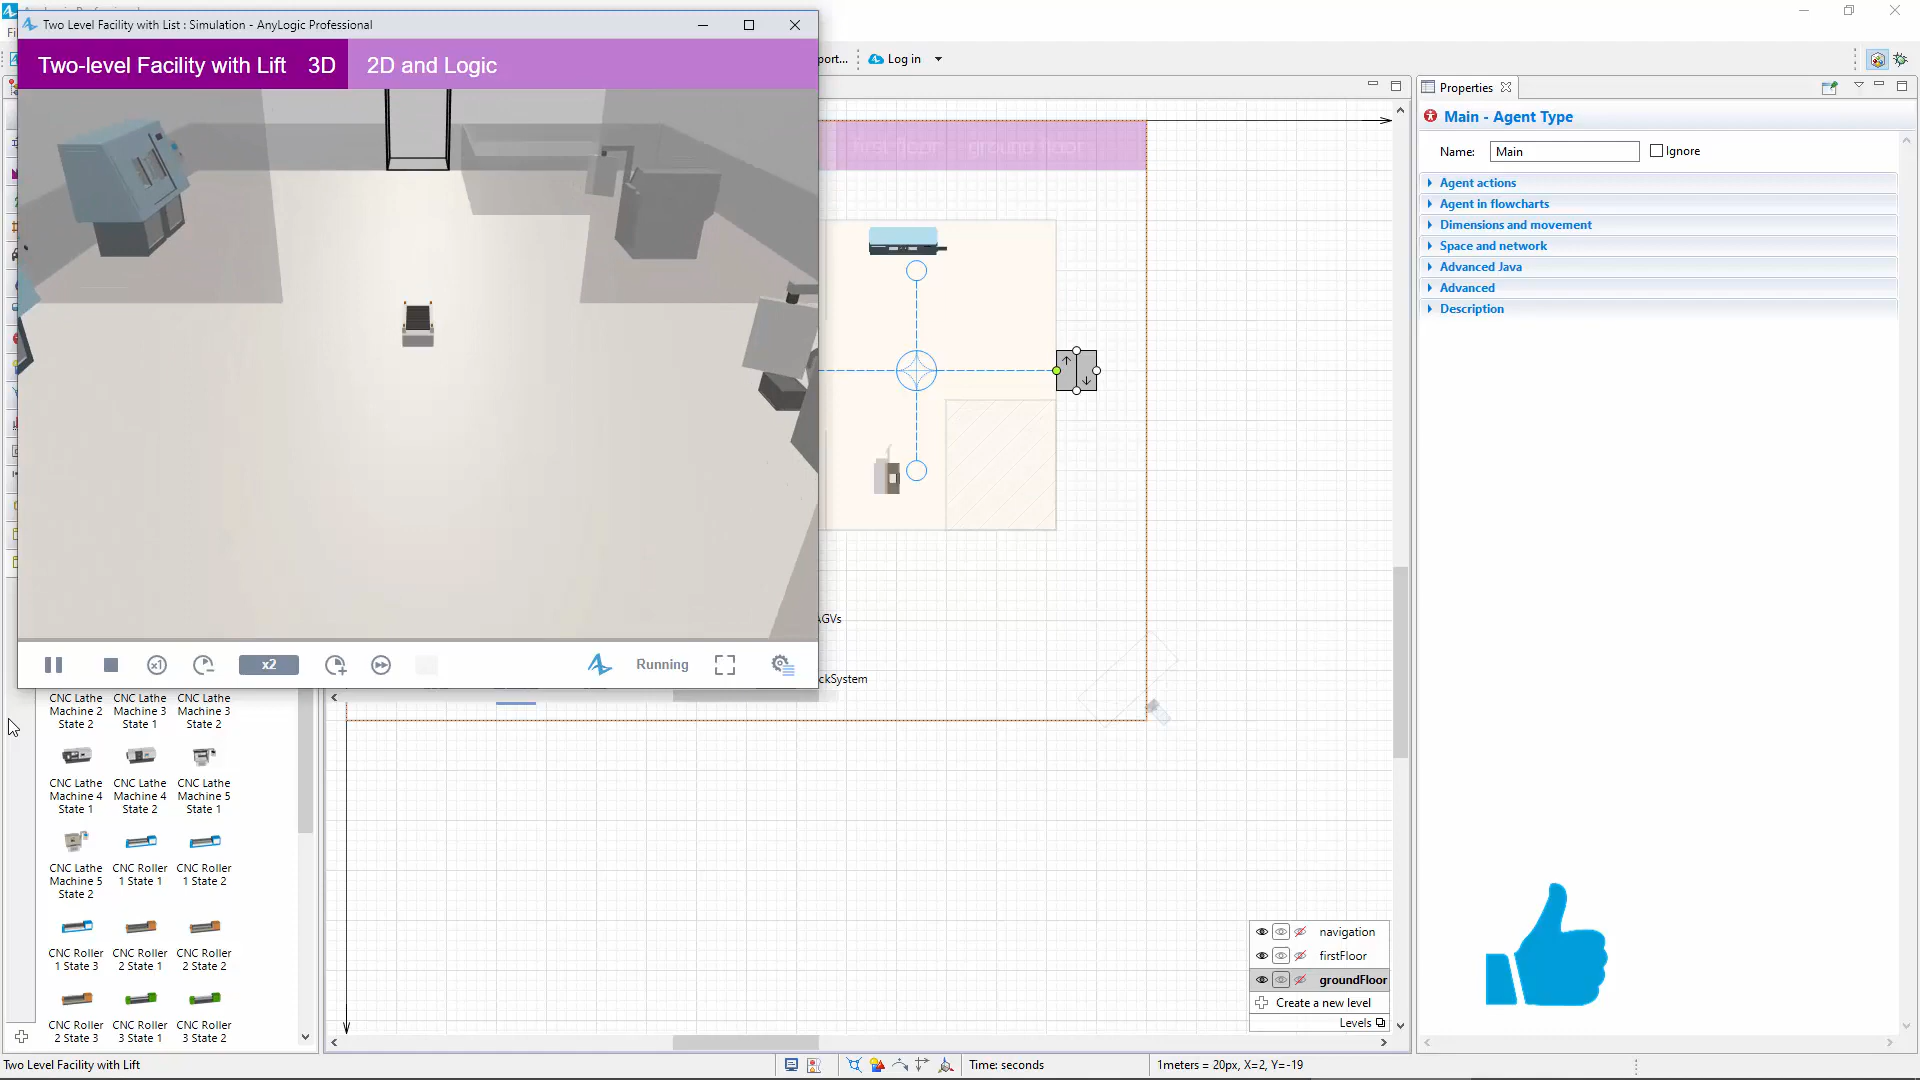 Two Level Facility with List : Simulation - AnyLogic Professional
Two-level Facility with Lift 3D 2D and Logic
port...
Log in
Properties
Main - Agent Type
Name: Main
Ignore
Agent actions
Agent in flowcharts
Dimensions and movement
Space and network
Advanced Java
Advanced
Description
first floor ground floor
AGVs
ckSystem
x1
x2
Running
CNC Lathe Machine 2 State 2
CNC Lathe Machine 3 State 1
CNC Lathe Machine 3 State 2
CNC Lathe Machine 4 State 1
CNC Lathe Machine 4 State 2
CNC Lathe Machine 5 State 1
CNC Lathe Machine 5 State 2
CNC Roller 1 State 1
CNC Roller 1 State 2
CNC Roller 1 State 3
CNC Roller 2 State 1
CNC Roller 2 State 2
CNC Roller 2 State 3
CNC Roller 3 State 1
CNC Roller 3 State 2
navigation
firstFloor
groundFloor
Create a new level
Levels
Two Level Facility with Lift
Time: seconds
1meters = 20px, X=2, Y=-19